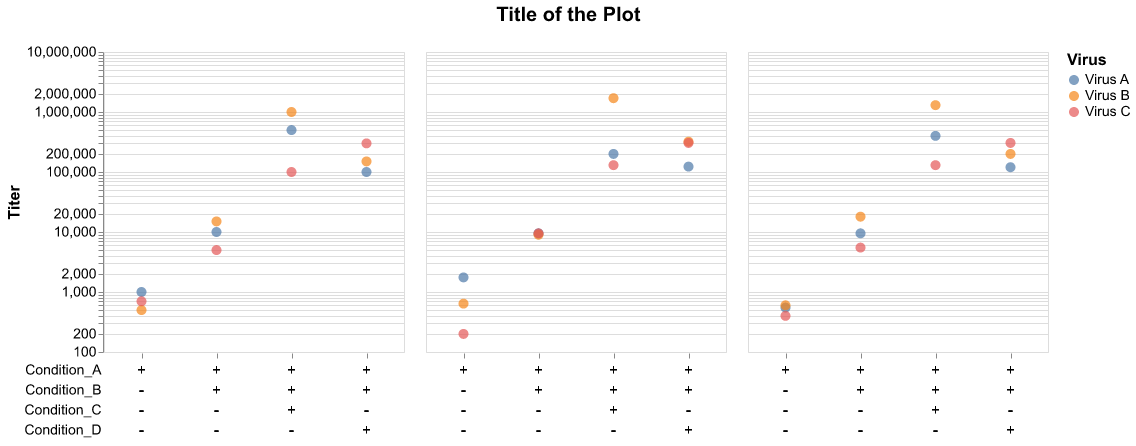 Title of the Plot
Virus
Virus A
Virus B
Virus C
Titer
10,000,000
2,000,000
1,000,000
200,000
100,000
20,000
10,000
2,000
1,000
200
100
Condition_A + + + + + + + + + + + +
Condition_B - + + + - + + + - + + +
Condition_C - - + - - - + - - - + -
Condition_D - - - + - - - + - - - +